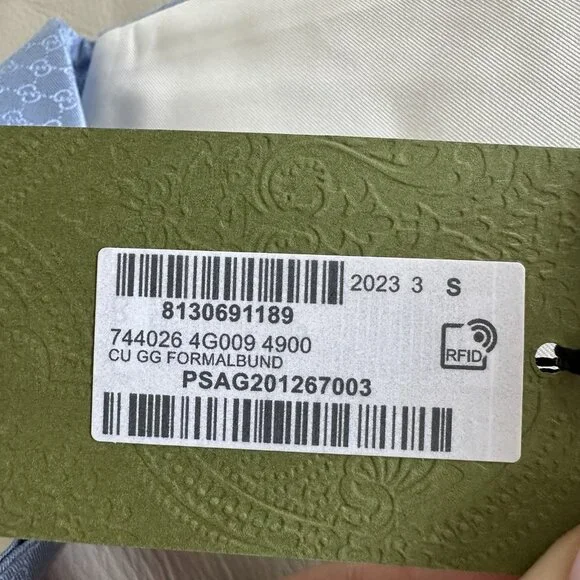 2023 3 S
8130691189
744026 4G009 4900
CU GG FORMALBUND
RFID
PSAG201267003